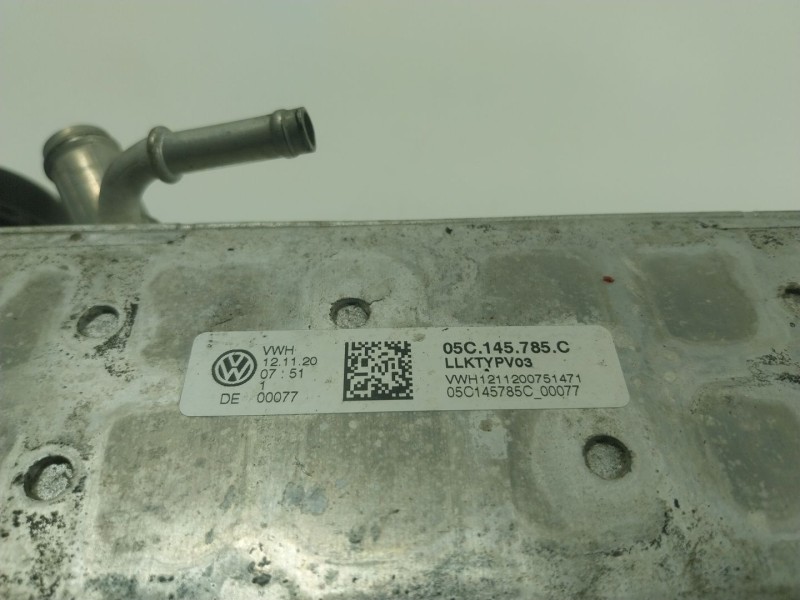 VWH
12.11.20
07:51
1
DE 00077
05C.145.785.C
LLKTYPV03
VWH1211200751471
05C145785C_00077